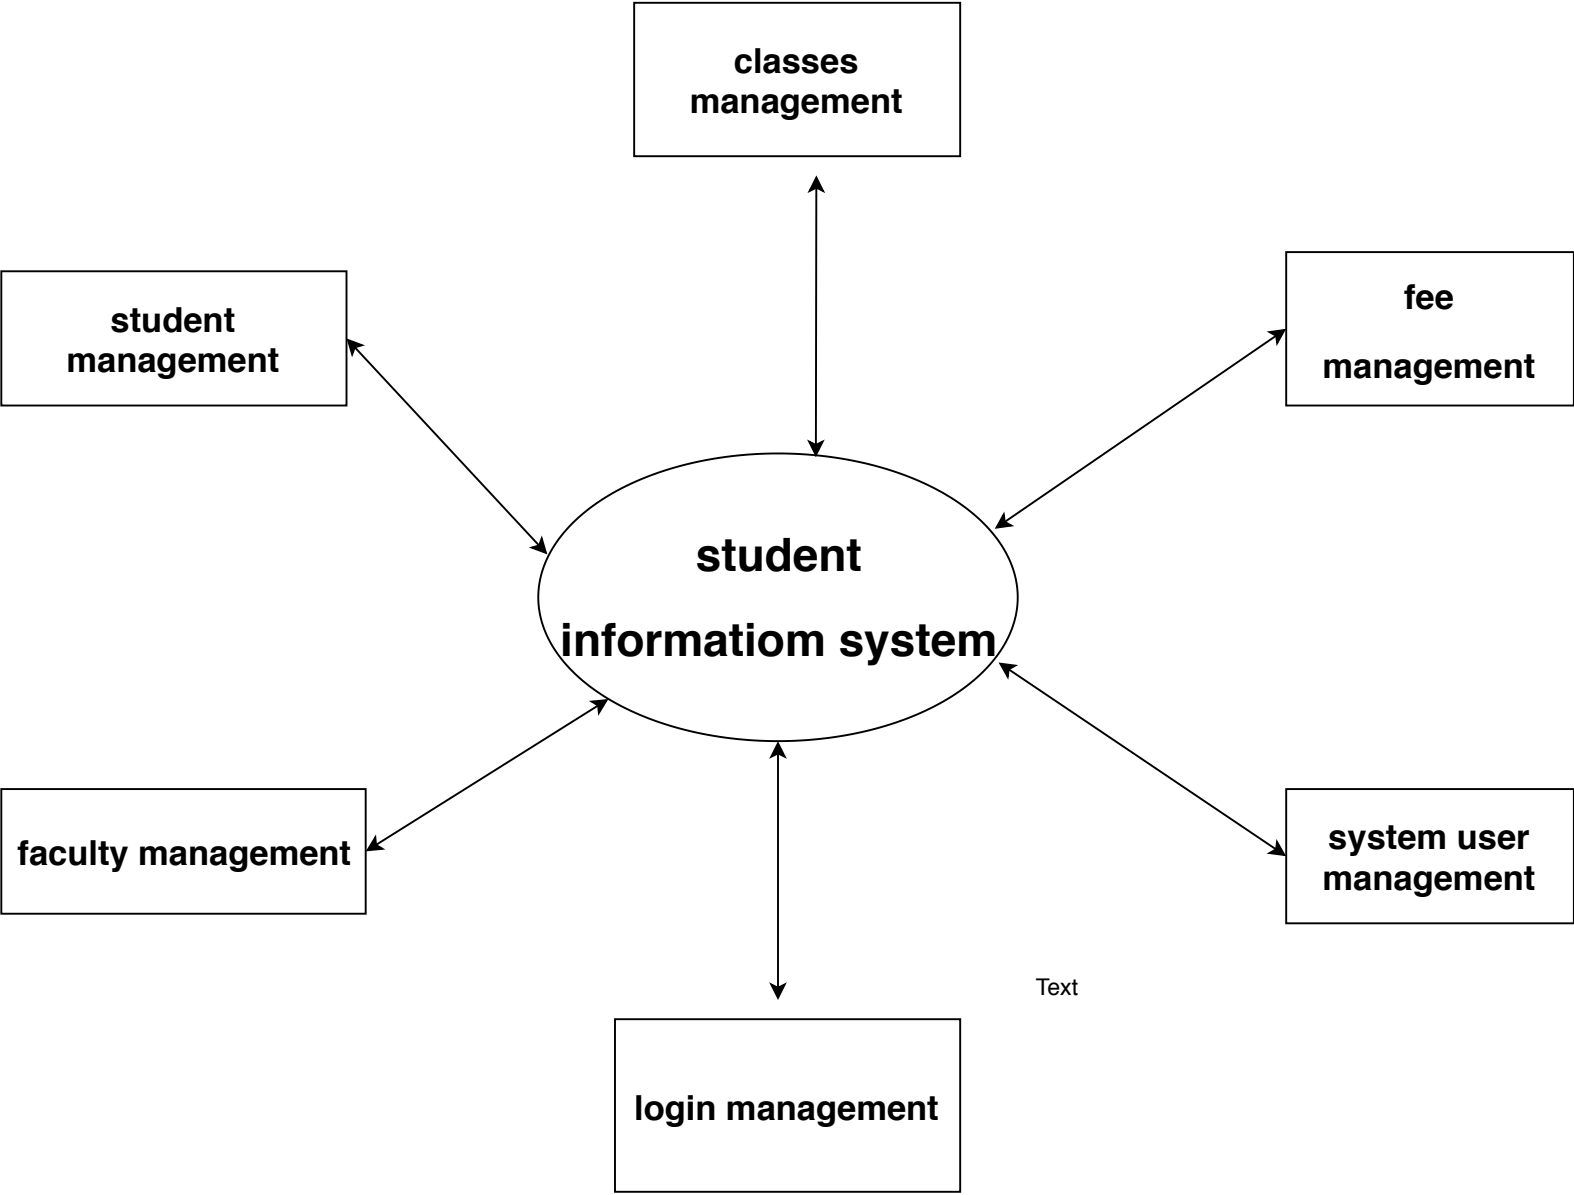 classes
management
student
management
fee
management
student
informatiom system
faculty management
system user
management
Text
login management